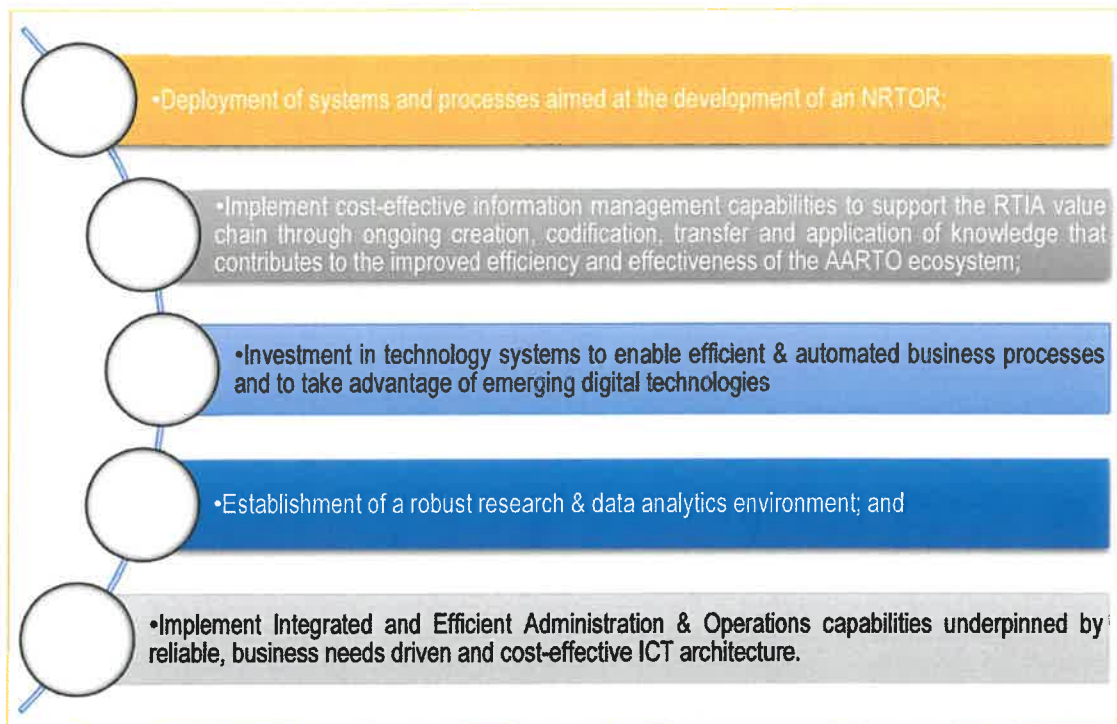 •Deployment of systems and processes aimed at the development of an NRTOR;
•Implement cost-effective information management capabilities to support the RTIA value
chain through ongoing creation, codification, transfer and application of knowledge that
contributes to the improved efficiency and effectiveness of the AARTO ecosystem;
•Investment in technology systems to enable efficient & automated business processes
and to take advantage of emerging digital technologies
•Establishment of a robust research & data analytics environment; and
•Implement Integrated and Efficient Administration & Operations capabilities underpinned by
reliable, business needs driven and cost-effective ICT architecture.